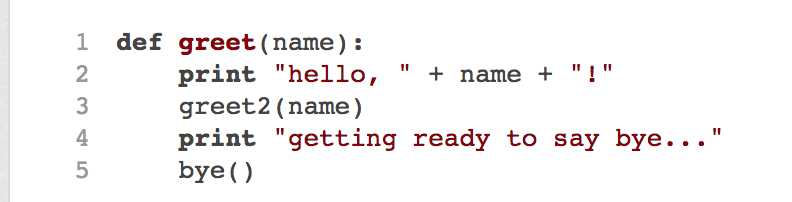 1 def greet(name):
2     print "hello, " + name + "!"
3     greet2(name)
4     print "getting ready to say bye..."
5     bye()